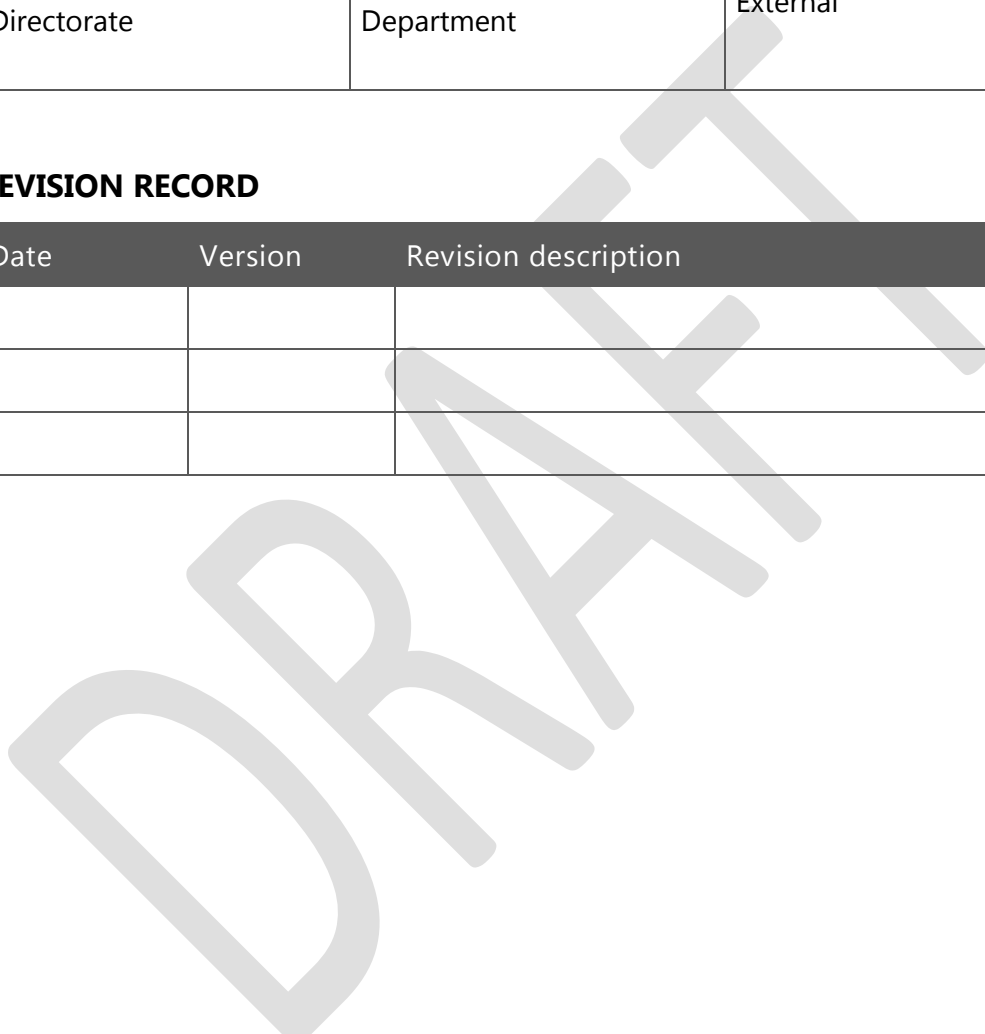 Directorate Department External
EVISION RECORD
Date Version Revision description
DRAFT